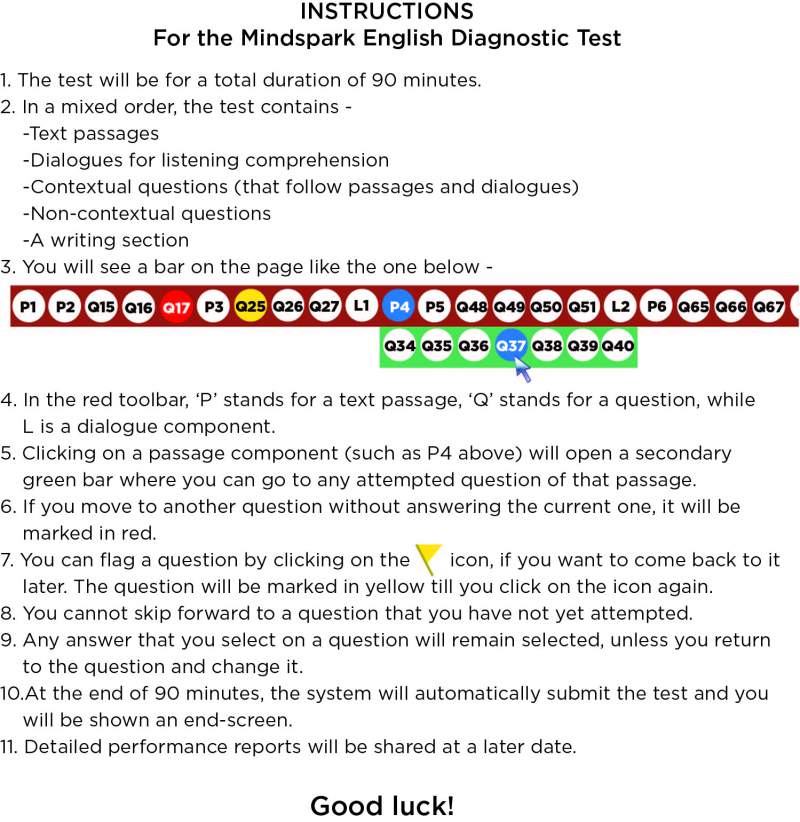 INSTRUCTIONS
For the Mindspark English Diagnostic Test
1. The test will be for a total duration of 90 minutes.
2. In a mixed order, the test contains -
-Text passages
-Dialogues for listening comprehension
-Contextual questions (that follow passages and dialogues)
-Non-contextual questions
-A writing section
3. You will see a bar on the page like the one below -
P1 P2 Q15 Q16 Q17 P3 Q25 Q26 Q27 L1 P4 P5 Q48 Q49 Q50 Q51 L2 P6 Q65 Q66 Q67
Q34 Q35 Q36 Q37 Q38 Q39 Q40
4. In the red toolbar, ‘P’ stands for a text passage, ‘Q’ stands for a question, while
L is a dialogue component.
5. Clicking on a passage component (such as P4 above) will open a secondary
green bar where you can go to any attempted question of that passage.
6. If you move to another question without answering the current one, it will be
marked in red.
7. You can flag a question by clicking on the icon, if you want to come back to it
later. The question will be marked in yellow till you click on the icon again.
8. You cannot skip forward to a question that you have not yet attempted.
9. Any answer that you select on a question will remain selected, unless you return
to the question and change it.
10.At the end of 90 minutes, the system will automatically submit the test and you
will be shown an end-screen.
11. Detailed performance reports will be shared at a later date.
Good luck!